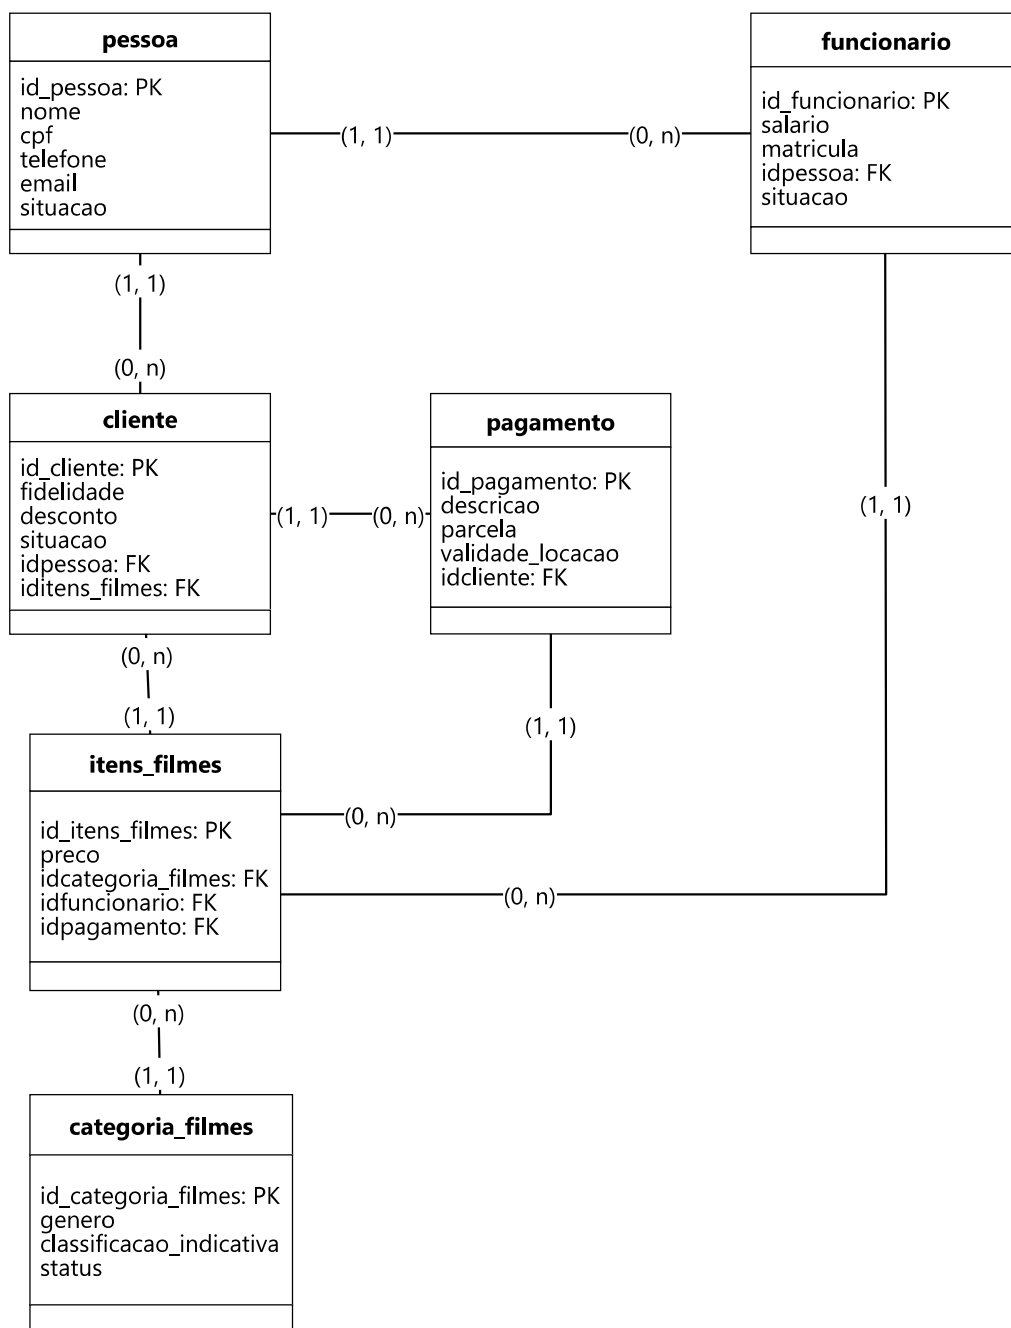 pessoa
id_pessoa: PK
nome
cpf
telefone
email
situacao
(1, 1)
(0, n)
funcionario
id_funcionario: PK
salario
matricula
idpessoa: FK
situacao
(1, 1)
(0, n)
cliente
id_cliente: PK
fidelidade
desconto
situacao
idpessoa: FK
iditens_filmes: FK
(1, 1)
(0, n)
pagamento
id_pagamento: PK
descricao
parcela
validade_locacao
idcliente: FK
(1, 1)
(0, n)
(1, 1)
(1, 1)
itens_filmes
id_itens_filmes: PK
preco
idcategoria_filmes: FK
idfuncionario: FK
idpagamento: FK
(0, n)
(0, n)
(0, n)
(1, 1)
categoria_filmes
id_categoria_filmes: PK
genero
classificacao_indicativa
status